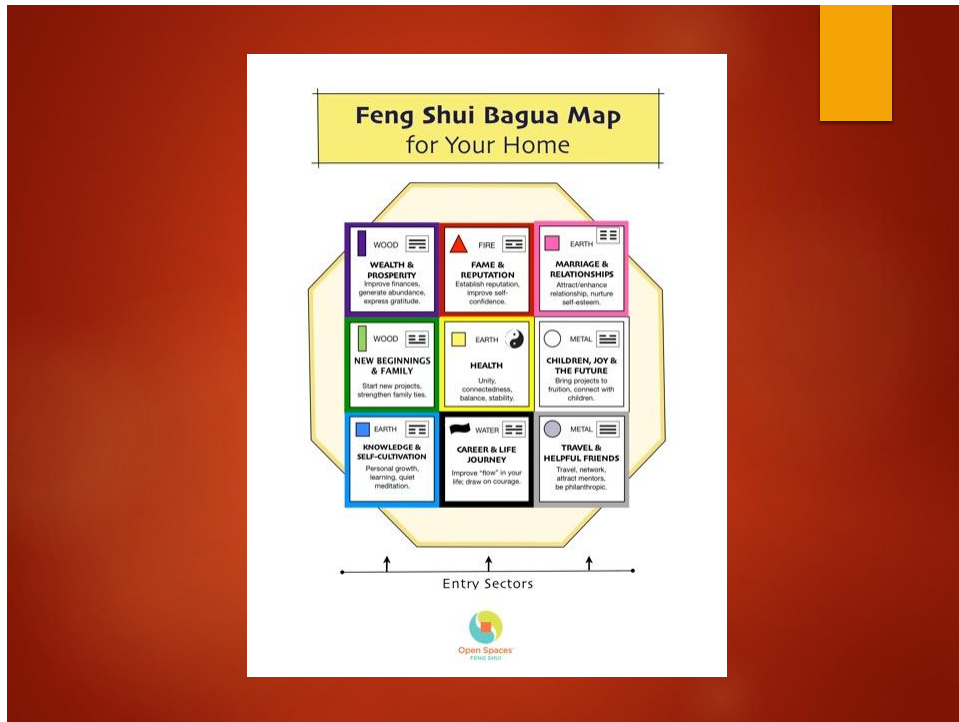 Feng Shui Bagua Map
for Your Home
WOOD
WEALTH &
PROSPERITY
Improve finances,
generate abundance,
express gratitude.
FIRE
FAME &
REPUTATION
Establish reputation,
improve self-
confidence.
EARTH
MARRIAGE &
RELATIONSHIPS
Attract/enhance
relationship, nurture
self-esteem.
WOOD
NEW BEGINNINGS
& FAMILY
Start new projects,
strengthen family ties.
EARTH
HEALTH
Unity,
connectedness,
balance, stability.
METAL
CHILDREN, JOY &
THE FUTURE
Bring projects to
fruition, connect with
children.
EARTH
KNOWLEDGE &
SELF-CULTIVATION
Personal growth,
learning, quiet
meditation.
WATER
CAREER & LIFE
JOURNEY
Improve "flow" in your
life; draw on courage.
METAL
TRAVEL &
HELPFUL FRIENDS
Travel, network,
attract mentors,
be philanthropic.
Entry Sectors
Open Spaces
FENG SHUI